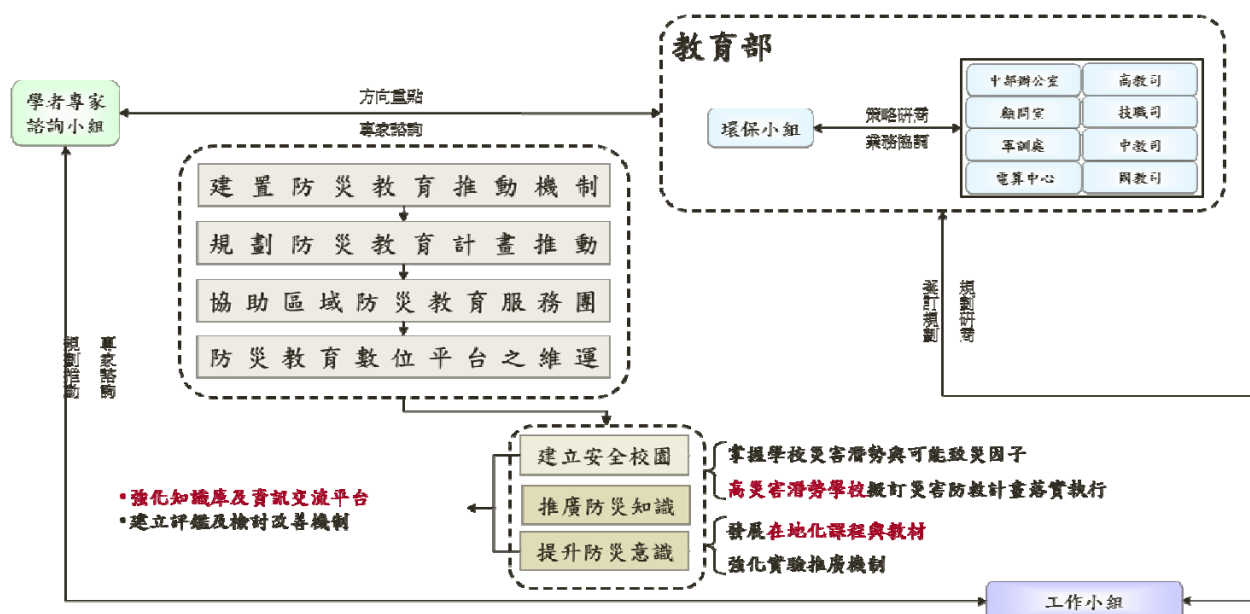 教育部
中部辦公室
高教司
顧問室
技職司
軍訓處
中教司
電算中心
國教司
環保小組
策略研商
業務協調
學者專家
諮詢小組
方向重點
專家諮詢
建置防災教育推動機制
規劃防災教育計畫推動
協助區域防災教育服務團
防災教育數位平台之維運
規劃推動
專家諮詢
擬訂規劃
規劃研商
建立安全校園
推廣防災知識
提升防災意識
掌握學校災害潛勢與可能致災因子
高災害潛勢學校擬訂災害防救計畫落實執行
發展在地化課程與教材
強化實驗推廣機制
•強化知識庫及資訊交流平台
•建立評鑑及檢討改善機制
工作小組